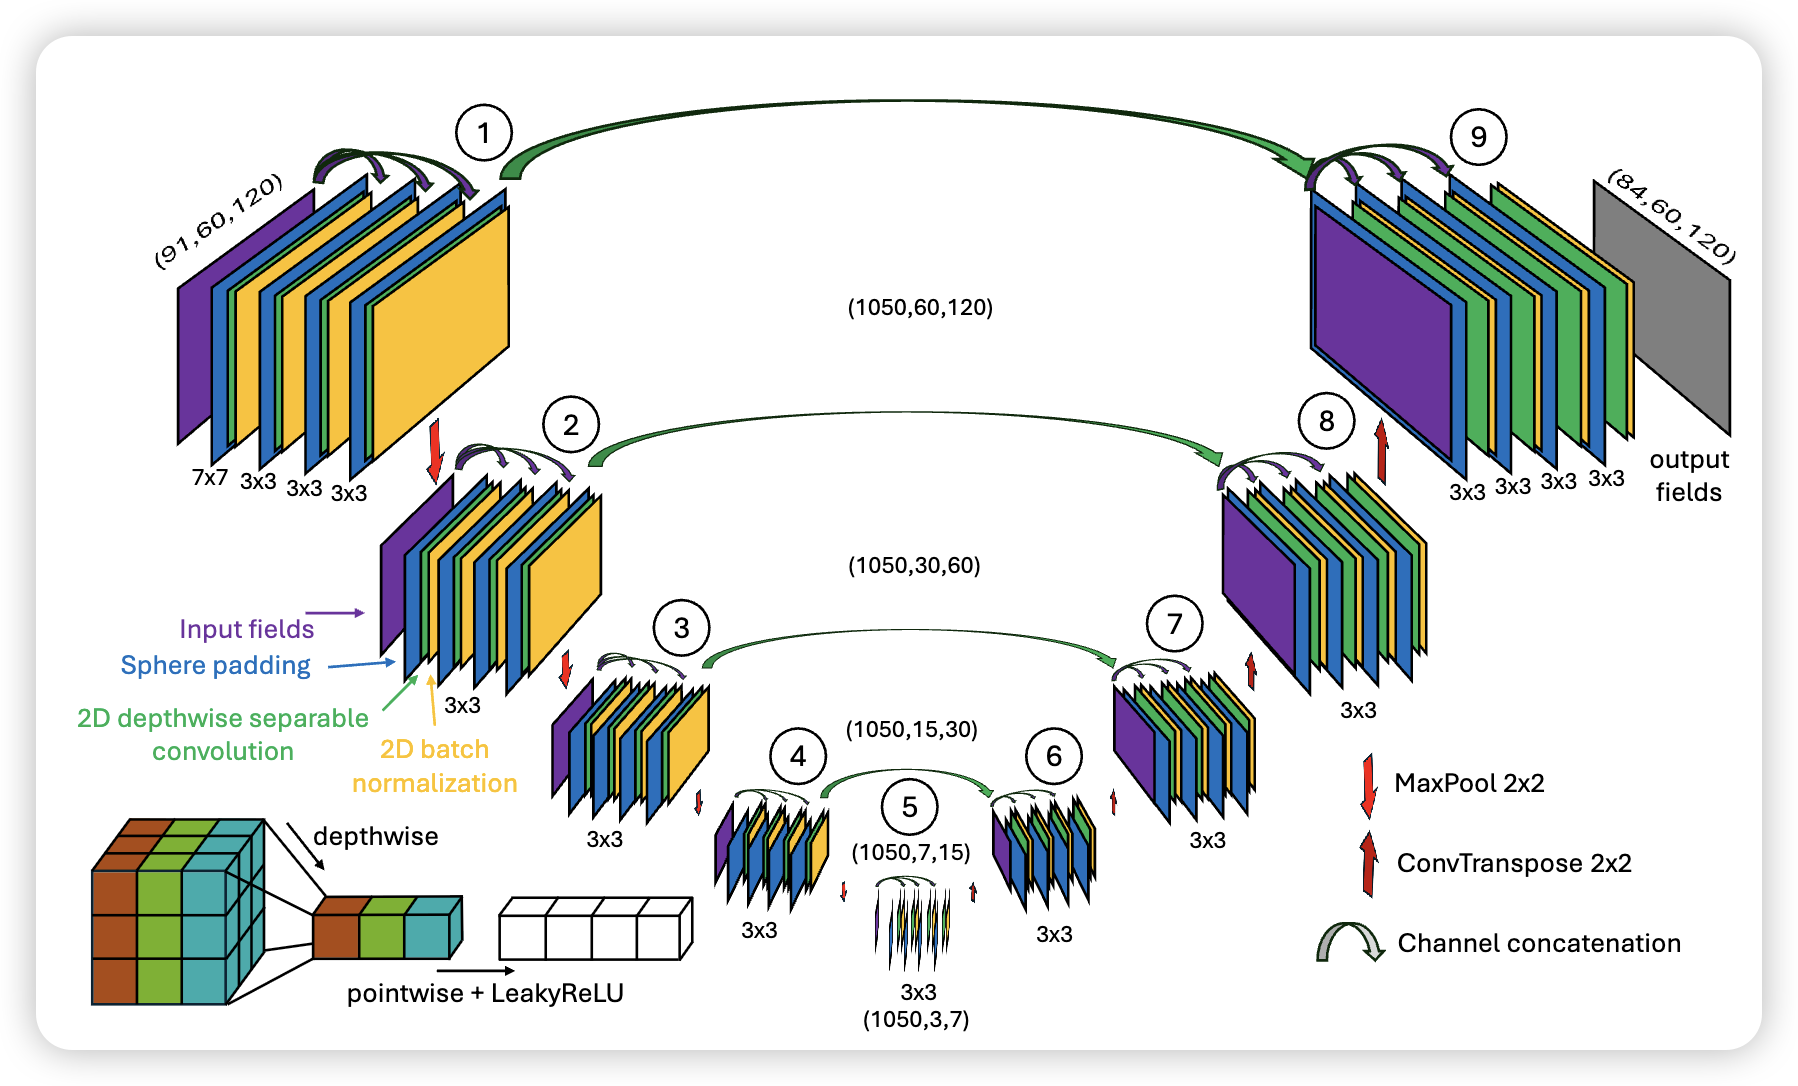 1
9
(91,60,120)
(84,60,120)
(1050,60,120)
2
8
7x7
3x3
3x3
3x3
3x3
3x3
3x3
3x3
output
fields
(1050,30,60)
3
7
Input fields
Sphere padding
2D depthwise separable
convolution
3x3
2D batch
normalization
3x3
(1050,15,30)
4
6
5
MaxPool 2x2
3x3
3x3
depthwise
(1050,7,15)
ConvTranspose 2x2
3x3
3x3
Channel concatenation
pointwise + LeakyReLU
3x3
(1050,3,7)